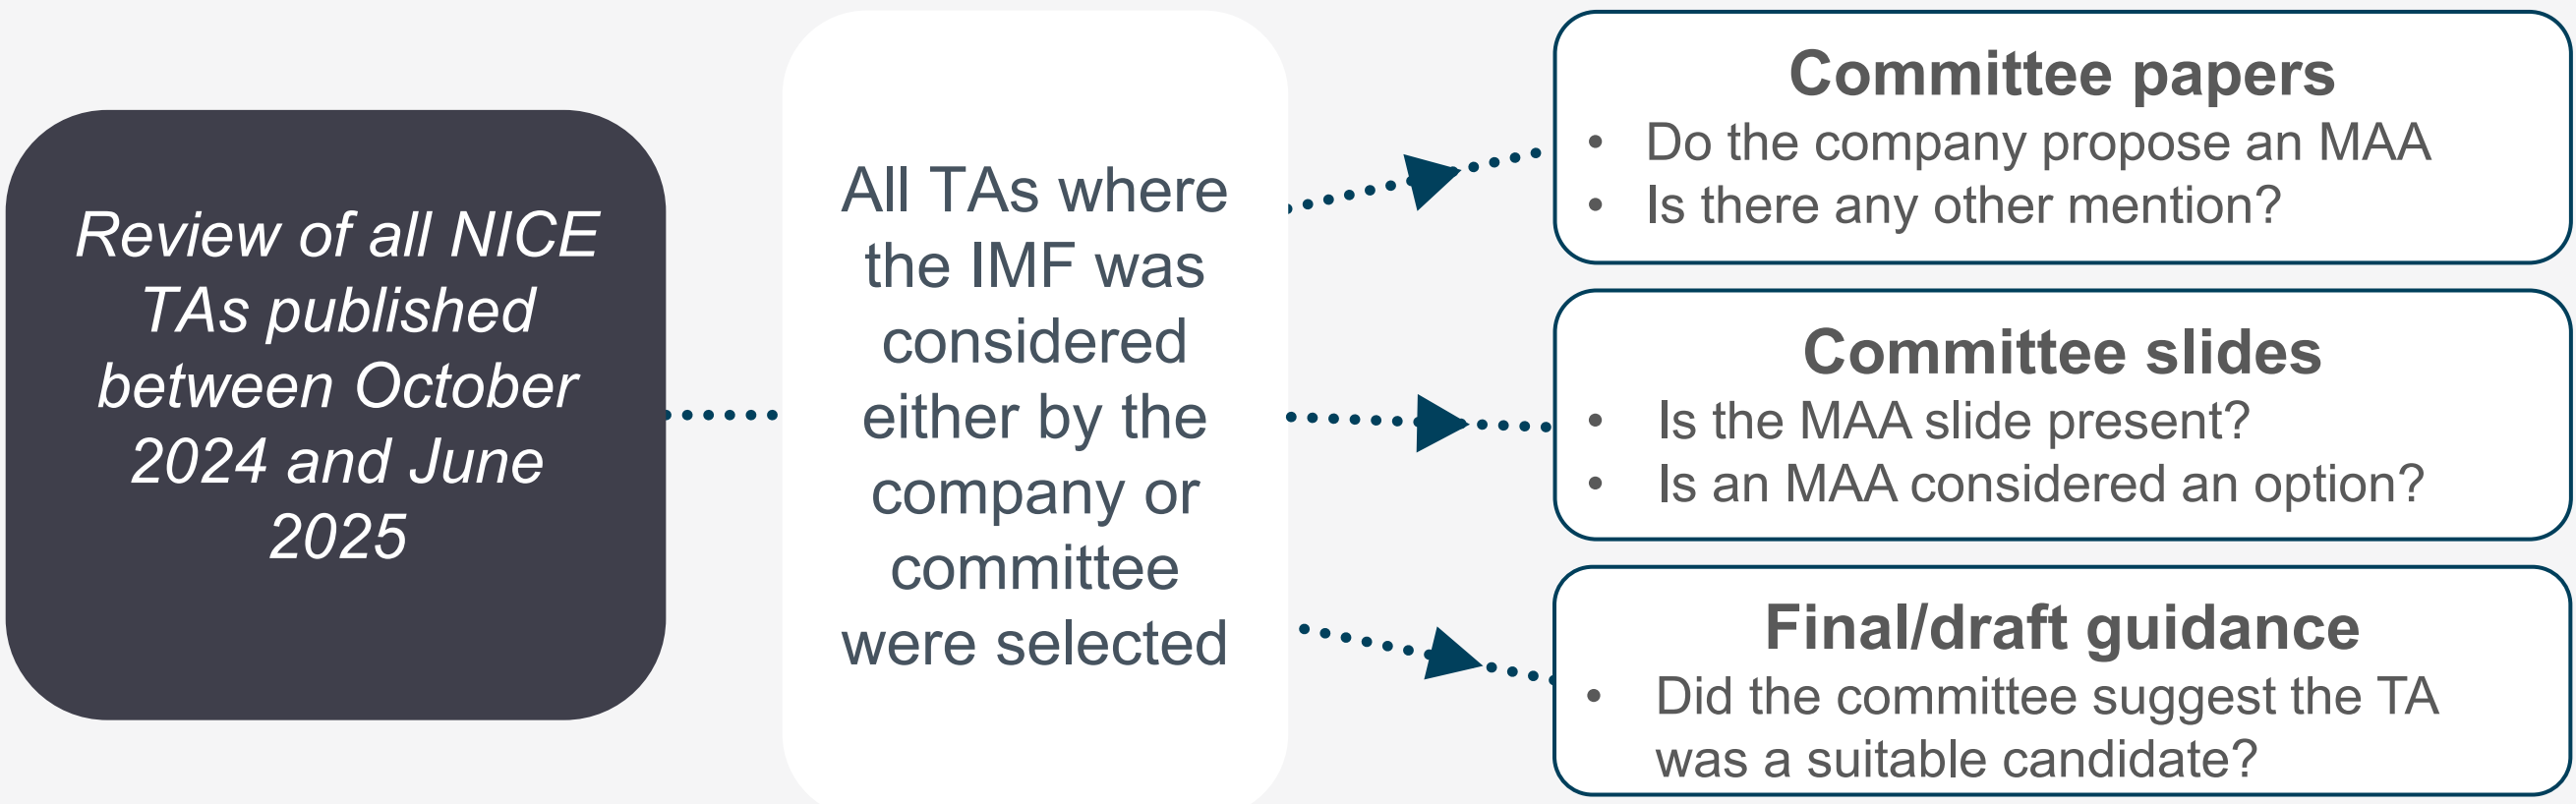 Review of all NICE
TAs published
between October
2024 and June
2025
All TAs where
the IMF was
considered
either by the
company or
committee
were selected
Committee papers
• Do the company propose an MAA
• Is there any other mention?
Committee slides
• Is the MAA slide present?
• Is an MAA considered an option?
Final/draft guidance
• Did the committee suggest the TA
was a suitable candidate?